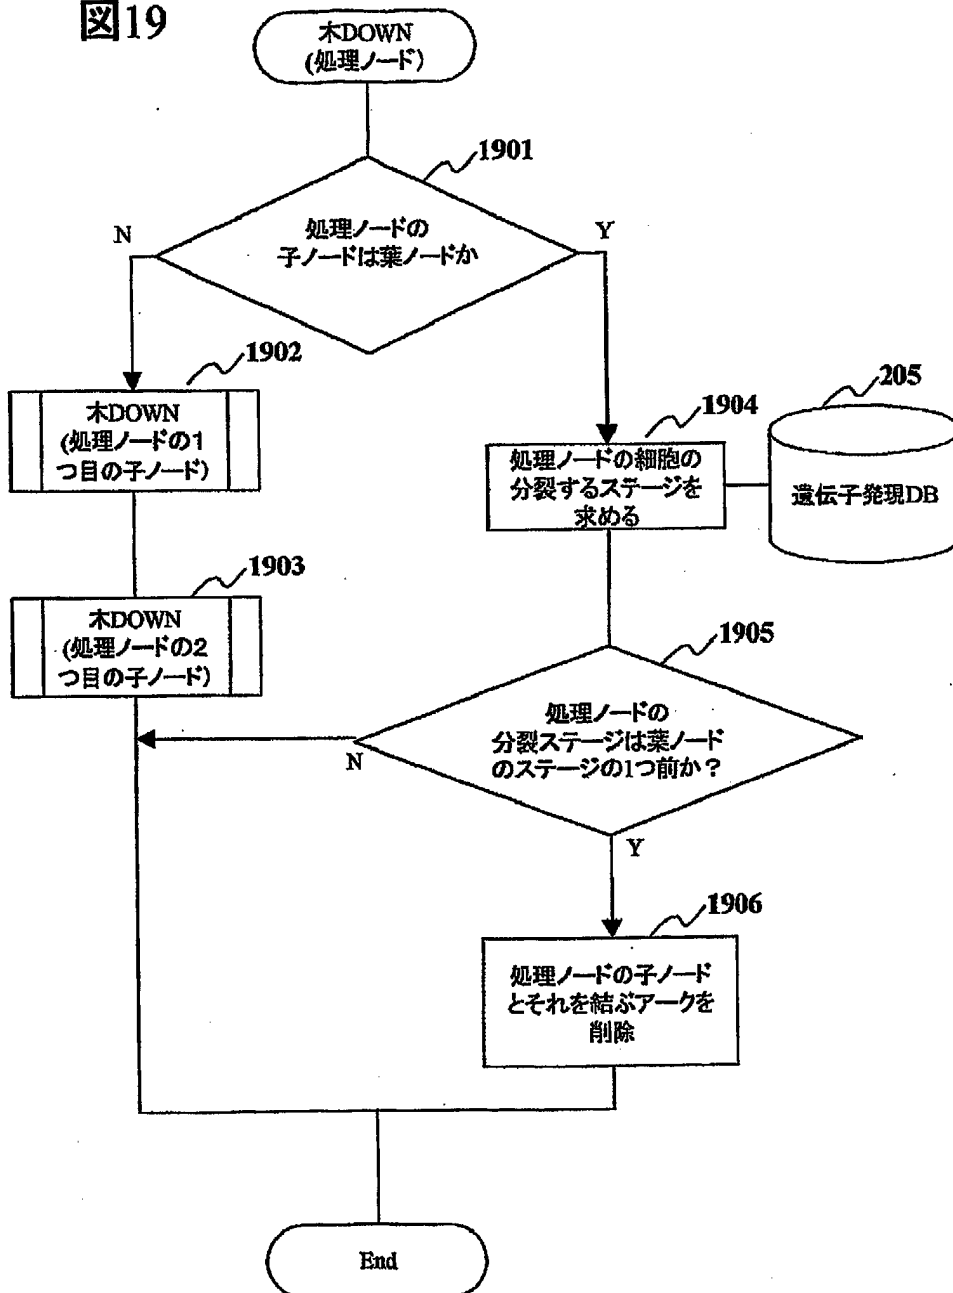 図19
木DOWN
(処理ノード)
1901
処理ノードの
子ノードは葉ノードか
N
Y
1902
木DOWN
(処理ノードの1
つ目の子ノード)
1904
処理ノードの細胞の
分裂するステージを
求める
205
遺伝子発現DB
1903
木DOWN
(処理ノードの2
つ目の子ノード)
1905
処理ノードの
分裂ステージは葉ノード
のステージの1つ前か？
N
Y
1906
処理ノードの子ノード
とそれを結ぶアークを
削除
End